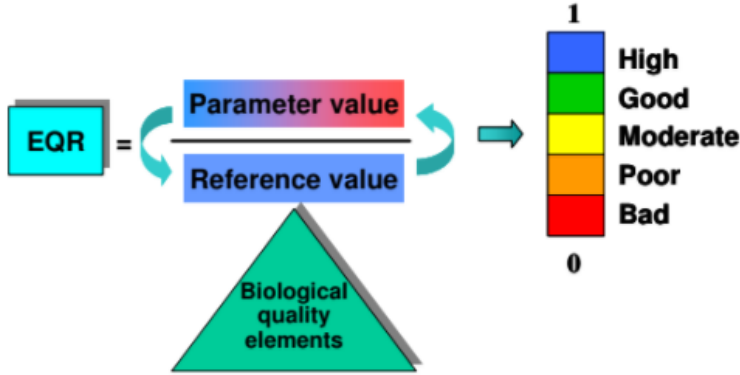 EQR
=
Parameter value
Reference value
Biological
quality
elements
1
High
Good
Moderate
Poor
Bad
0